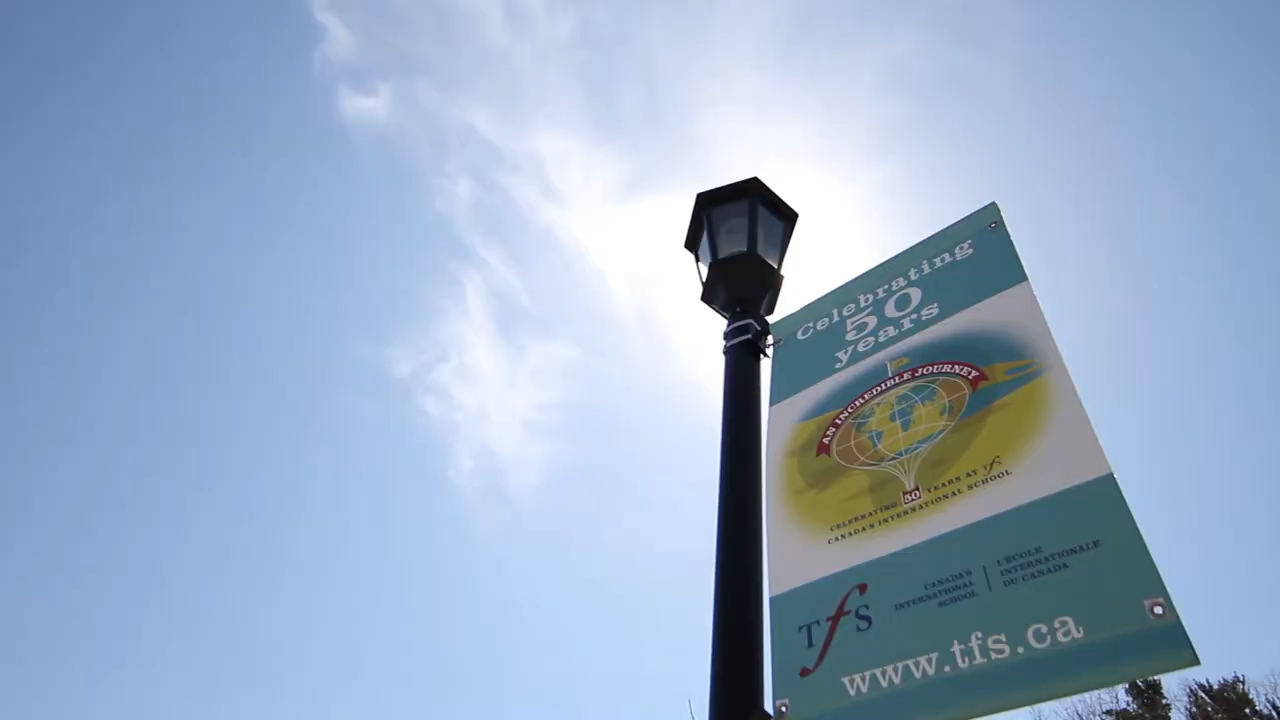 Celebrating
50
years
AN INCREDIBLE JOURNEY
CELEBRATING 50 YEARS AT Tfs
CANADA'S INTERNATIONAL SCHOOL
TfS
CANADA'S
INTERNATIONAL
SCHOOL
L'ÉCOLE
INTERNATIONALE
DU CANADA
www.tfs.ca